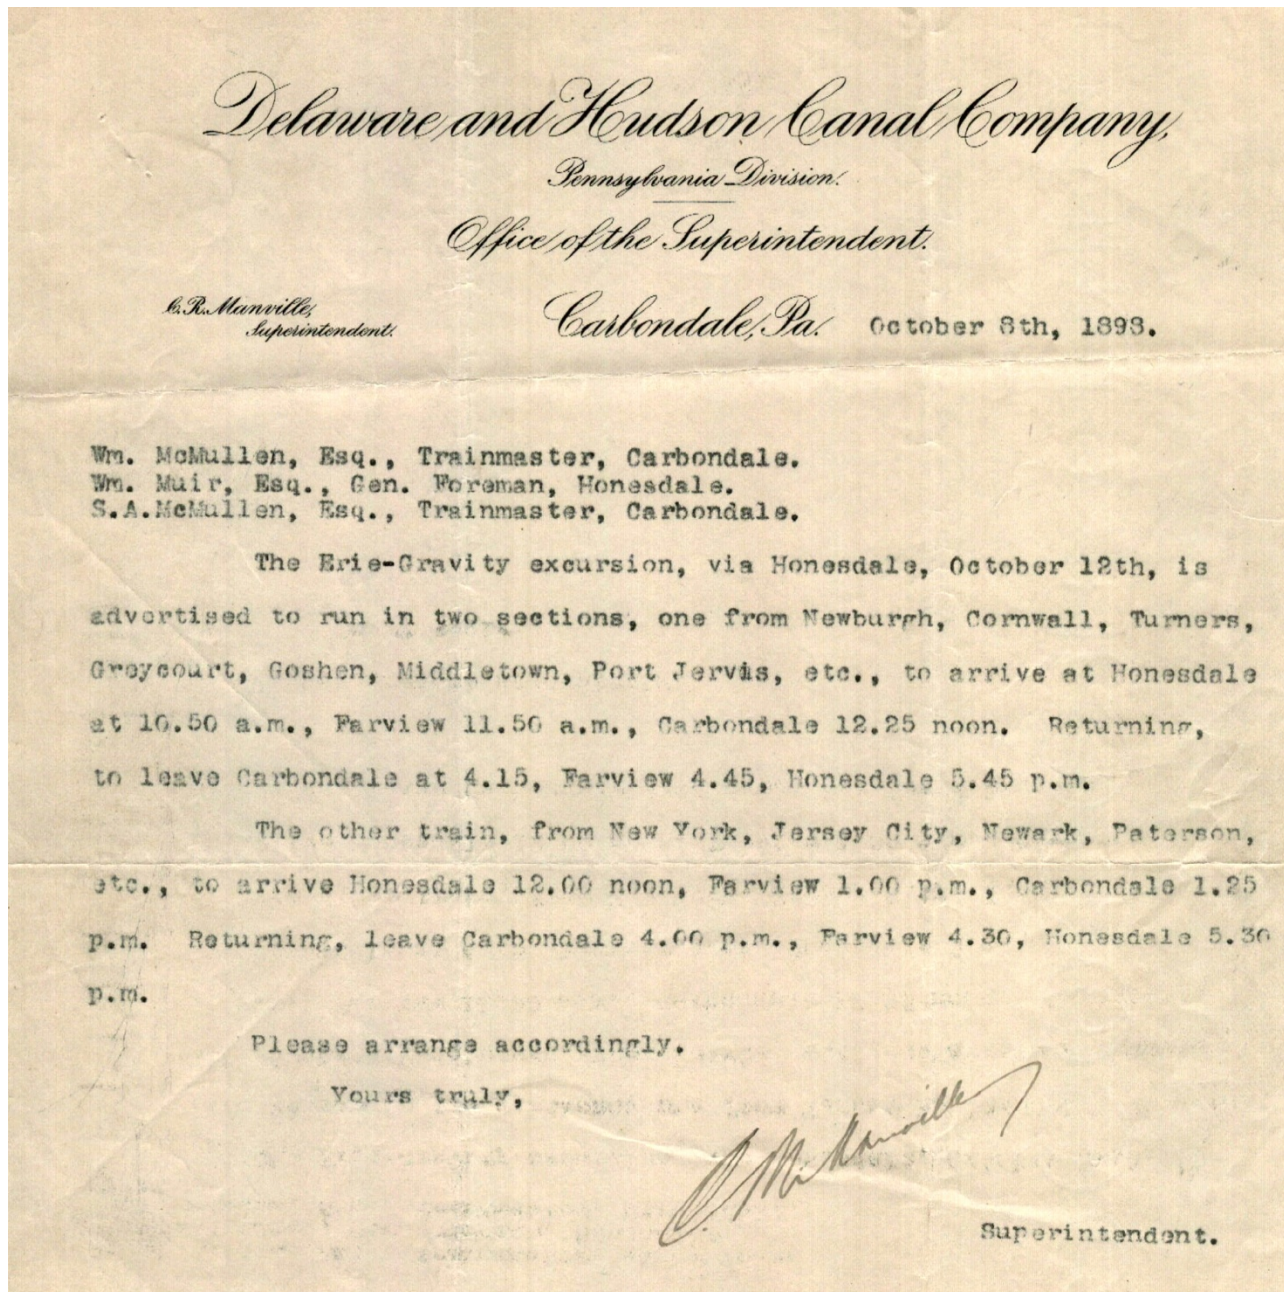 Delaware and Hudson Canal Company,
Pennsylvania Division.
Office of the Superintendent.
C. R. Manville,
Superintendent.
Carbondale, Pa. October 8th, 1898.
Wm. McMullen, Esq., Trainmaster, Carbondale.
Wm. Muir, Esq., Gen. Foreman, Honesdale.
S.A.McMullen, Esq., Trainmaster, Carbondale.
The Erie-Gravity excursion, via Honesdale, October 12th, is
advertised to run in two sections, one from Newburgh, Cornwall, Turners,
Greycourt, Goshen, Middletown, Port Jervis, etc., to arrive at Honesdale
at 10.50 a.m., Farview 11.50 a.m., Carbondale 12.25 noon. Returning,
to leave Carbondale at 4.15, Farview 4.45, Honesdale 5.45 p.m.
The other train, from New York, Jersey City, Newark, Paterson,
etc., to arrive Honesdale 12.00 noon, Farview 1.00 p.m., Carbondale 1.25
p.m. Returning, leave Carbondale 4.00 p.m., Farview 4.30, Honesdale 5.30
p.m.
Please arrange accordingly.
Yours truly,
C. R. Manville
Superintendent.